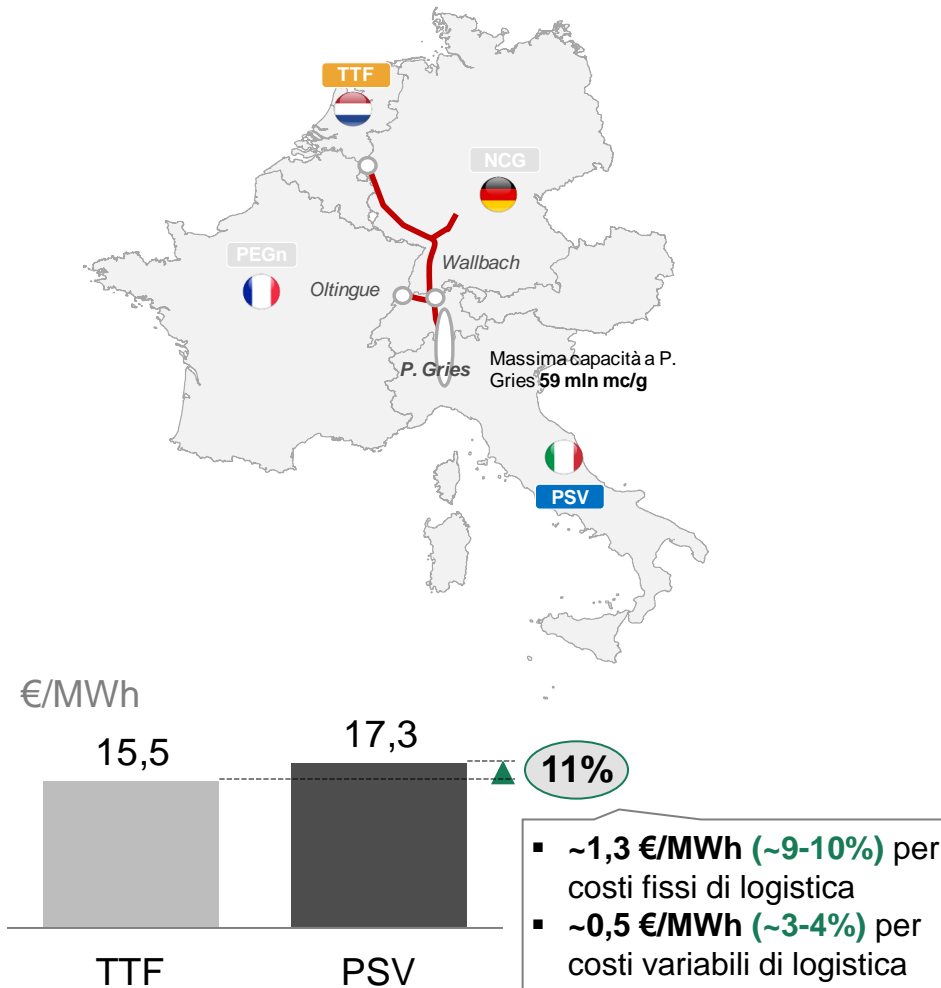 TTF
NCG
PEGn
Wallbach
Oltingue
P. Gries
Massima capacità a P.
Gries 59 mln mc/g
PSV
€/MWh
15,5
17,3
11%
▪ ~1,3 €/MWh (~9-10%) per
costi fissi di logistica
▪ ~0,5 €/MWh (~3-4%) per
costi variabili di logistica
TTF
PSV